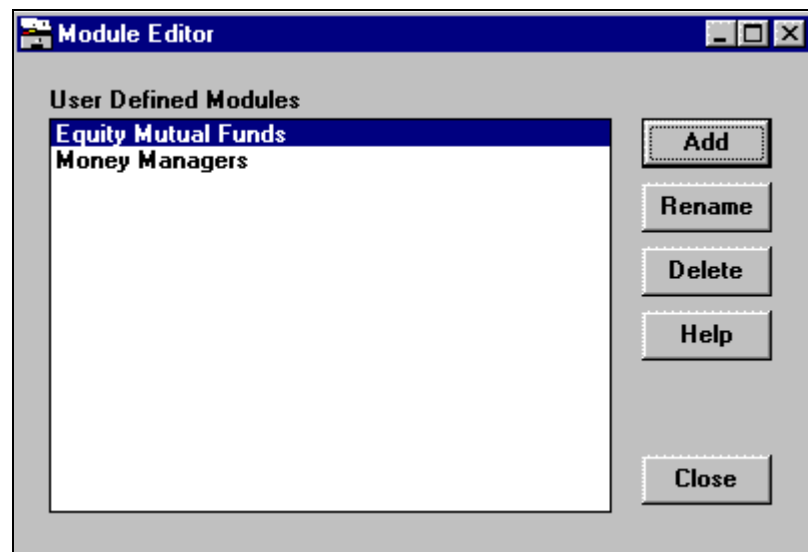 Module Editor
User Defined Modules
Equity Mutual Funds
Money Managers
Add
Rename
Delete
Help
Close